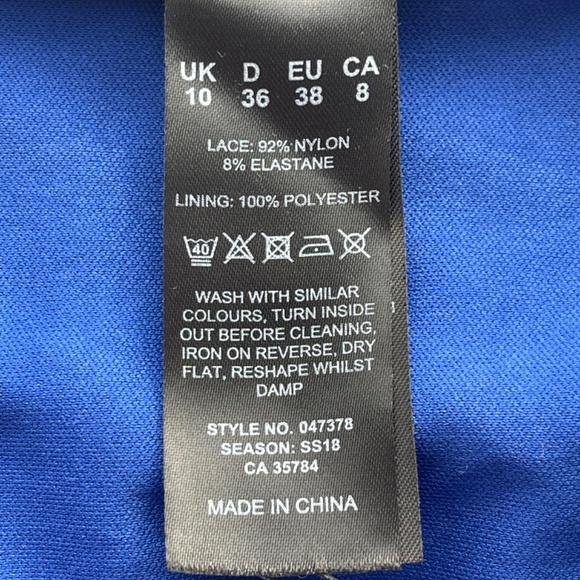 UK D EU CA
10 36 38 8
LACE: 92% NYLON
8% ELASTANE
LINING: 100% POLYESTER
40
WASH WITH SIMILAR
COLOURS, TURN INSIDE
OUT BEFORE CLEANING,
IRON ON REVERSE, DRY
FLAT, RESHAPE WHILST
DAMP
STYLE NO. 047378
SEASON: SS18
CA 35784
MADE IN CHINA